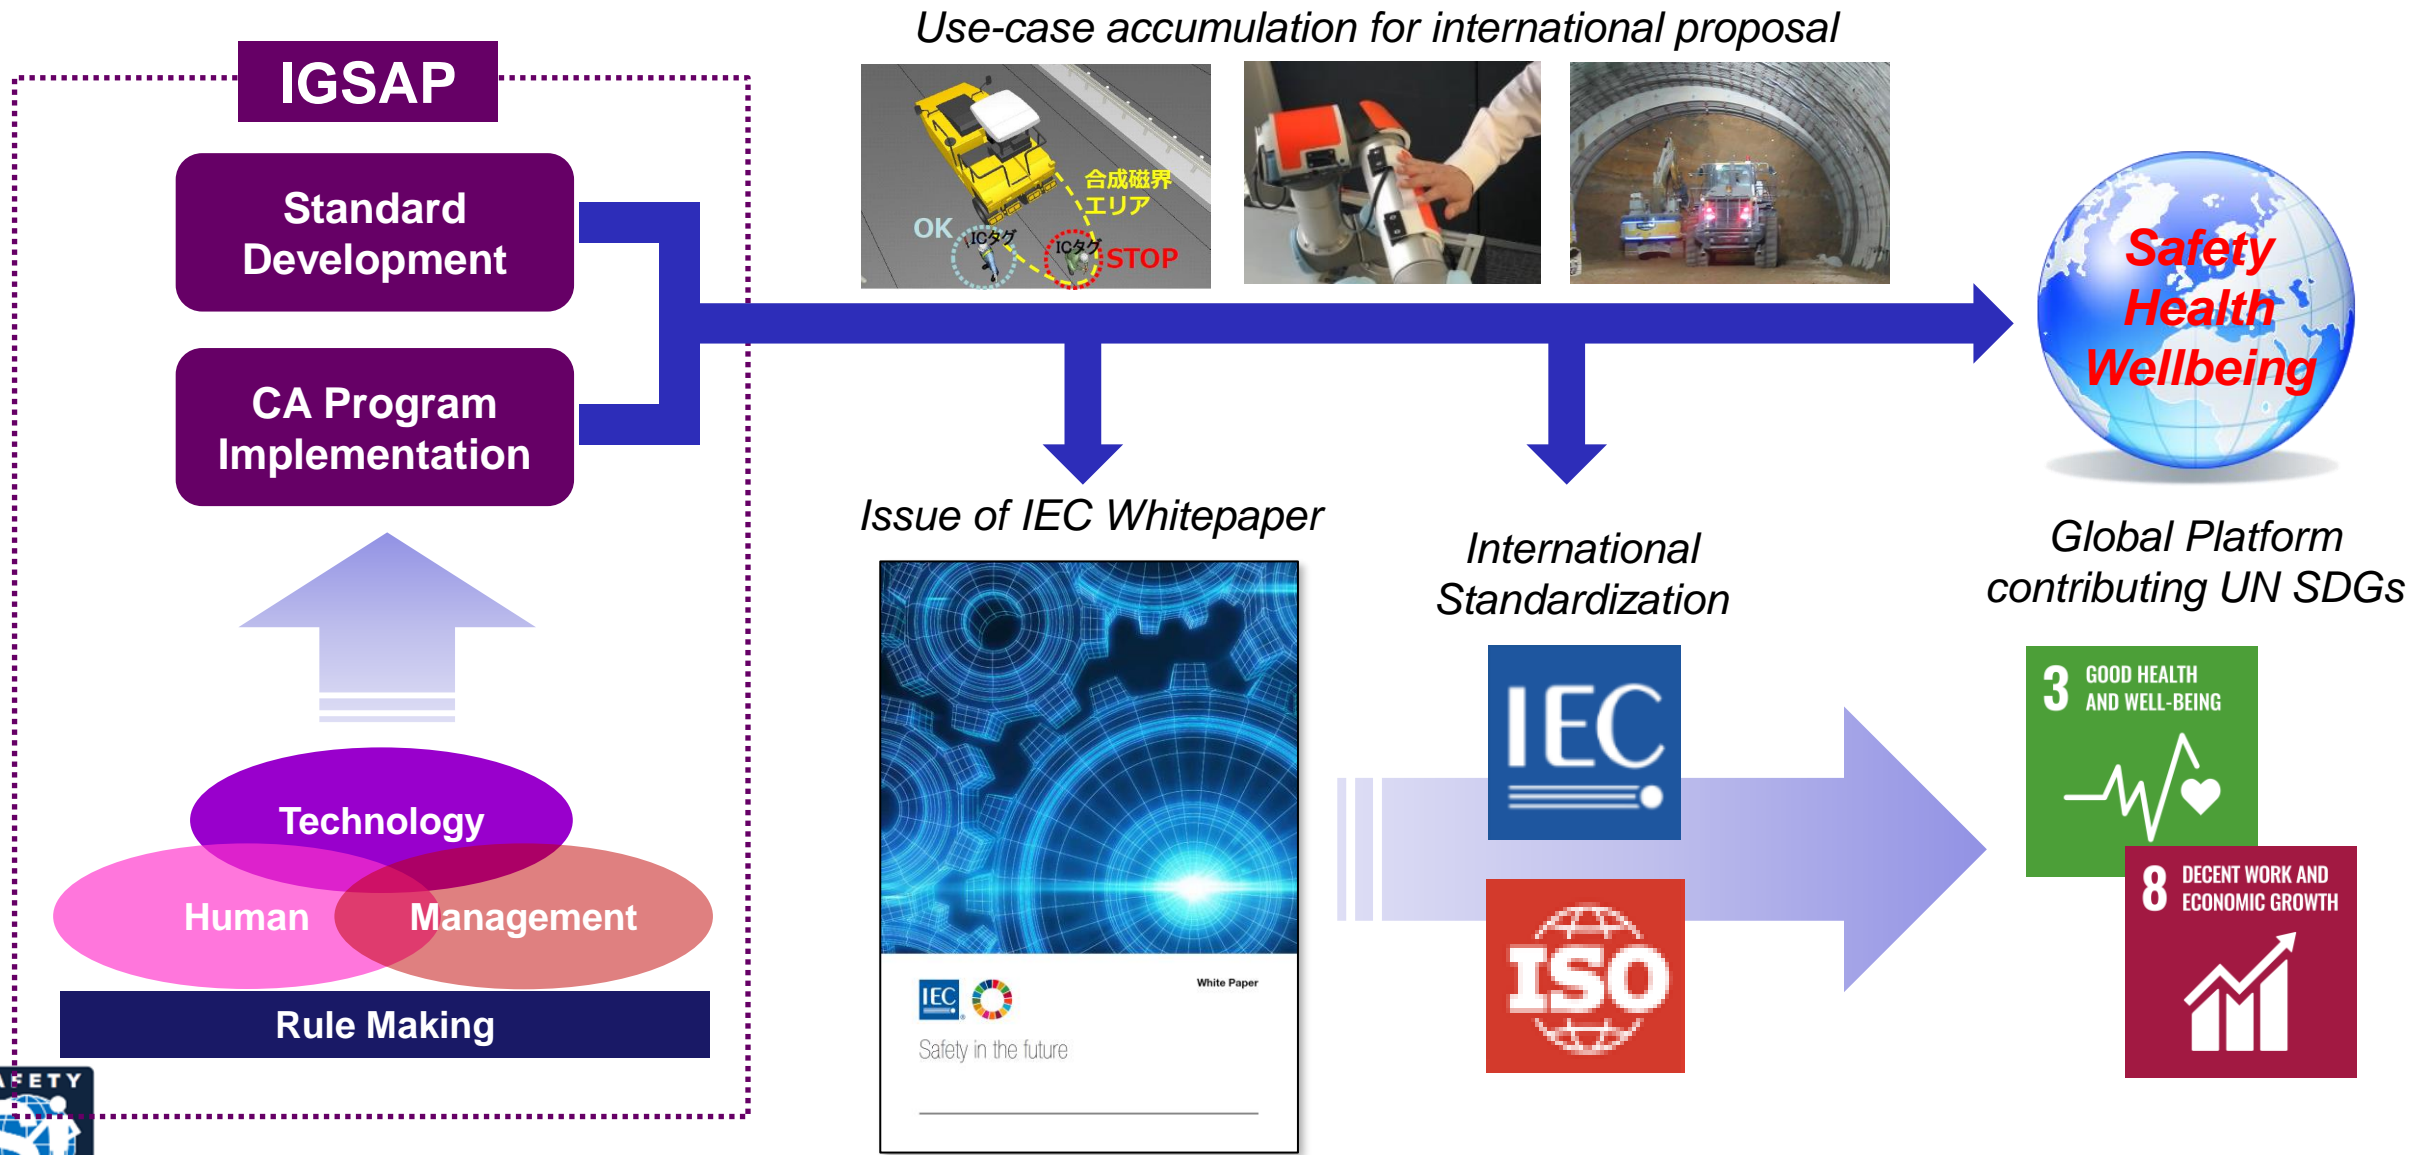 Use-case accumulation for international proposal
IGSAP
Standard
Development
CA Program
Implementation
Technology
Human
Management
Rule Making
合成磁界
エリア
OK
ICタグ
ICタグ
STOP
Safety
Health
Wellbeing
Issue of IEC Whitepaper
IEC
White Paper
Safety in the future
International
Standardization
IEC
ISO
Global Platform
contributing UN SDGs
3 GOOD HEALTH
AND WELL-BEING
8 DECENT WORK AND
ECONOMIC GROWTH